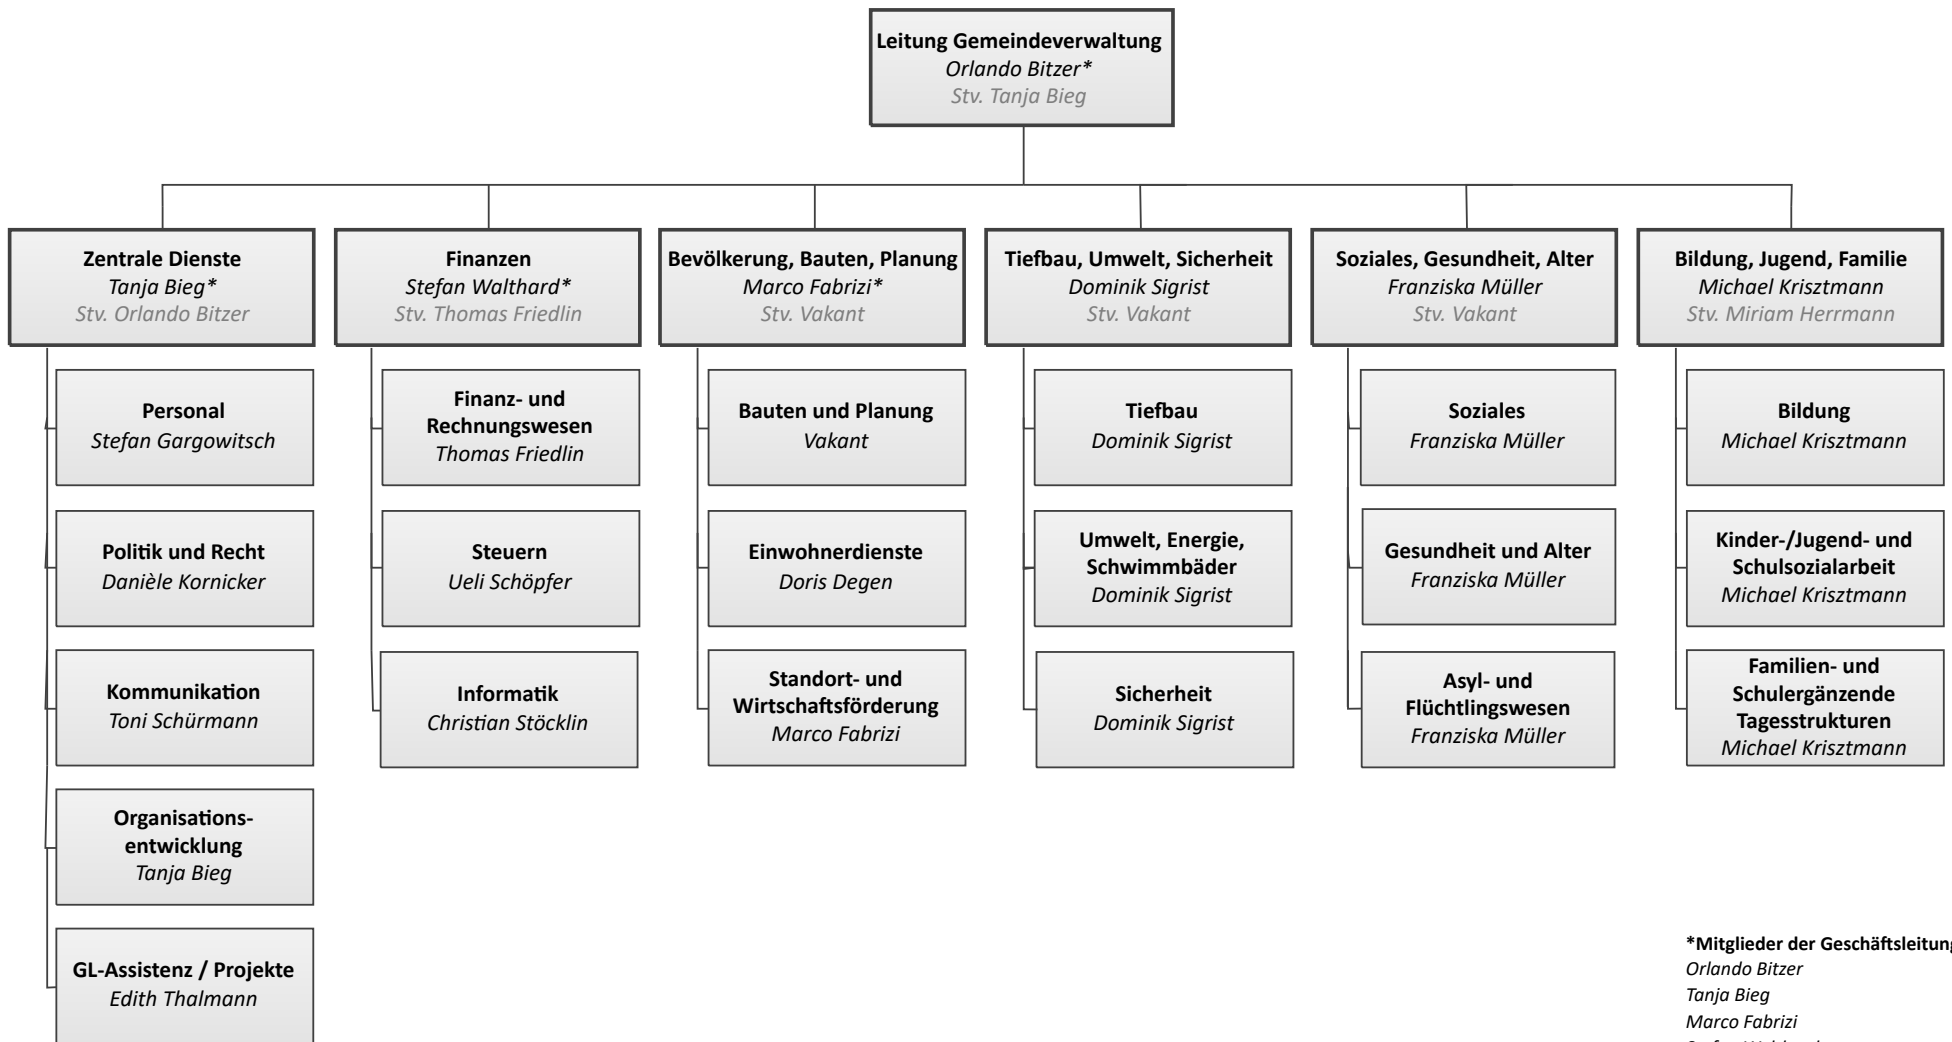 Leitung Gemeindeverwaltung
Orlando Bitzer*
Stv. Tanja Bieg
Zentrale Dienste
Tanja Bieg*
Stv. Orlando Bitzer
Finanzen
Stefan Walthard*
Stv. Thomas Friedlin
Bevölkerung, Bauten, Planung
Marco Fabrizi*
Stv. Vakant
Tiefbau, Umwelt, Sicherheit
Dominik Sigrist
Stv. Vakant
Soziales, Gesundheit, Alter
Franziska Müller
Stv. Vakant
Bildung, Jugend, Familie
Michael Krisztmann
Stv. Miriam Herrmann
Personal
Stefan Gargowitsch
Politik und Recht
Danièle Kornicker
Kommunikation
Toni Schürmann
Organisations-
entwicklung
Tanja Bieg
GL-Assistenz / Projekte
Edith Thalmann
Finanz- und
Rechnungswesen
Thomas Friedlin
Steuern
Ueli Schöpfer
Informatik
Christian Stöcklin
Bauten und Planung
Vakant
Einwohnerdienste
Doris Degen
Standort- und
Wirtschaftsförderung
Marco Fabrizi
Tiefbau
Dominik Sigrist
Umwelt, Energie,
Schwimmbäder
Dominik Sigrist
Sicherheit
Dominik Sigrist
Soziales
Franziska Müller
Gesundheit und Alter
Franziska Müller
Asyl- und
Flüchtlingswesen
Franziska Müller
Bildung
Michael Krisztmann
Kinder-/Jugend- und
Schulsozialarbeit
Michael Krisztmann
Familien- und
Schulergänzende
Tagesstrukturen
Michael Krisztmann
*Mitglieder der Geschäftsleitung
Orlando Bitzer
Tanja Bieg
Marco Fabrizi